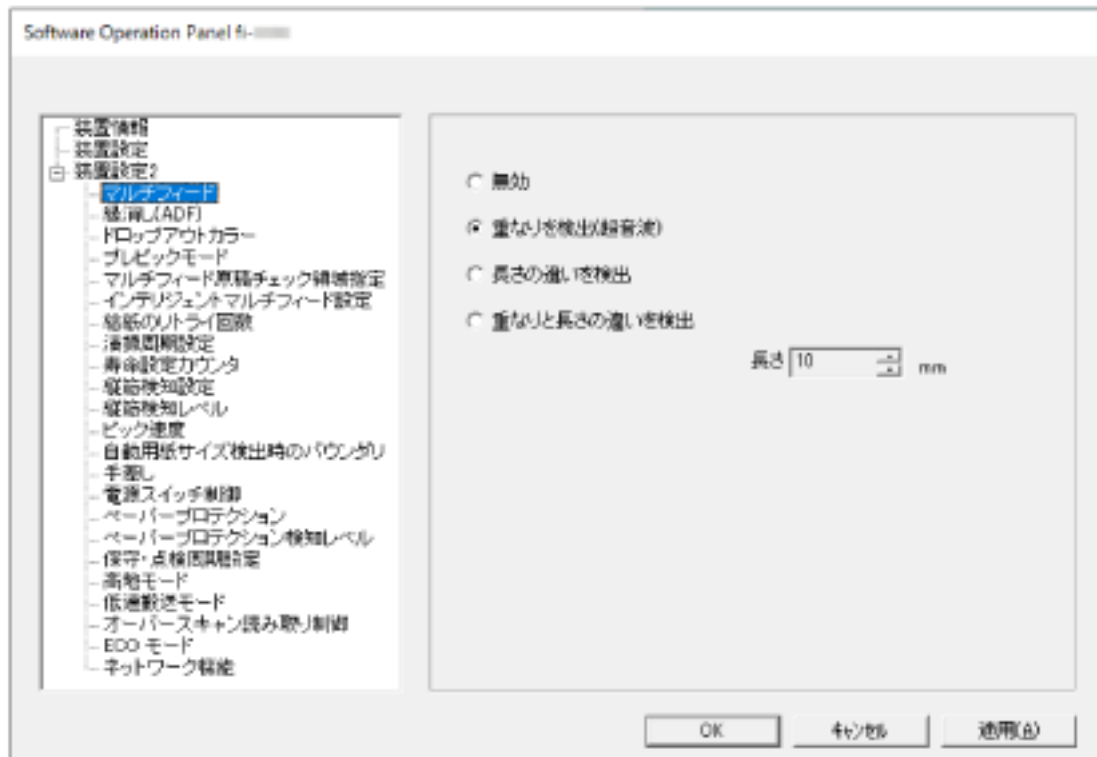 Software Operation Panel fi-
装置情報
装置設定
装置設定2
マルチフィード
縁消し(ADF)
ドロップアウトカラー
プレピックモード
マルチフィード原稿チェック領域指定
インテリジェントマルチフィード設定
給紙のリトライ回数
清掃周期設定
寿命設定カウンタ
縦筋検知設定
縦筋検知レベル
ピック速度
自動用紙サイズ検出時のバウンダリ
手差し
電源スイッチ制御
ペーパープロテクション
ペーパープロテクション検知レベル
保守・点検周期設定
高地モード
低速搬送モード
オーバースキャン読み取り制御
ECO モード
ネットワーク機能
無効
重なりを検出(超音波)
長さの違いを検出
重なりと長さの違いを検出
長さ 10 mm
OK キャンセル 適用(A)